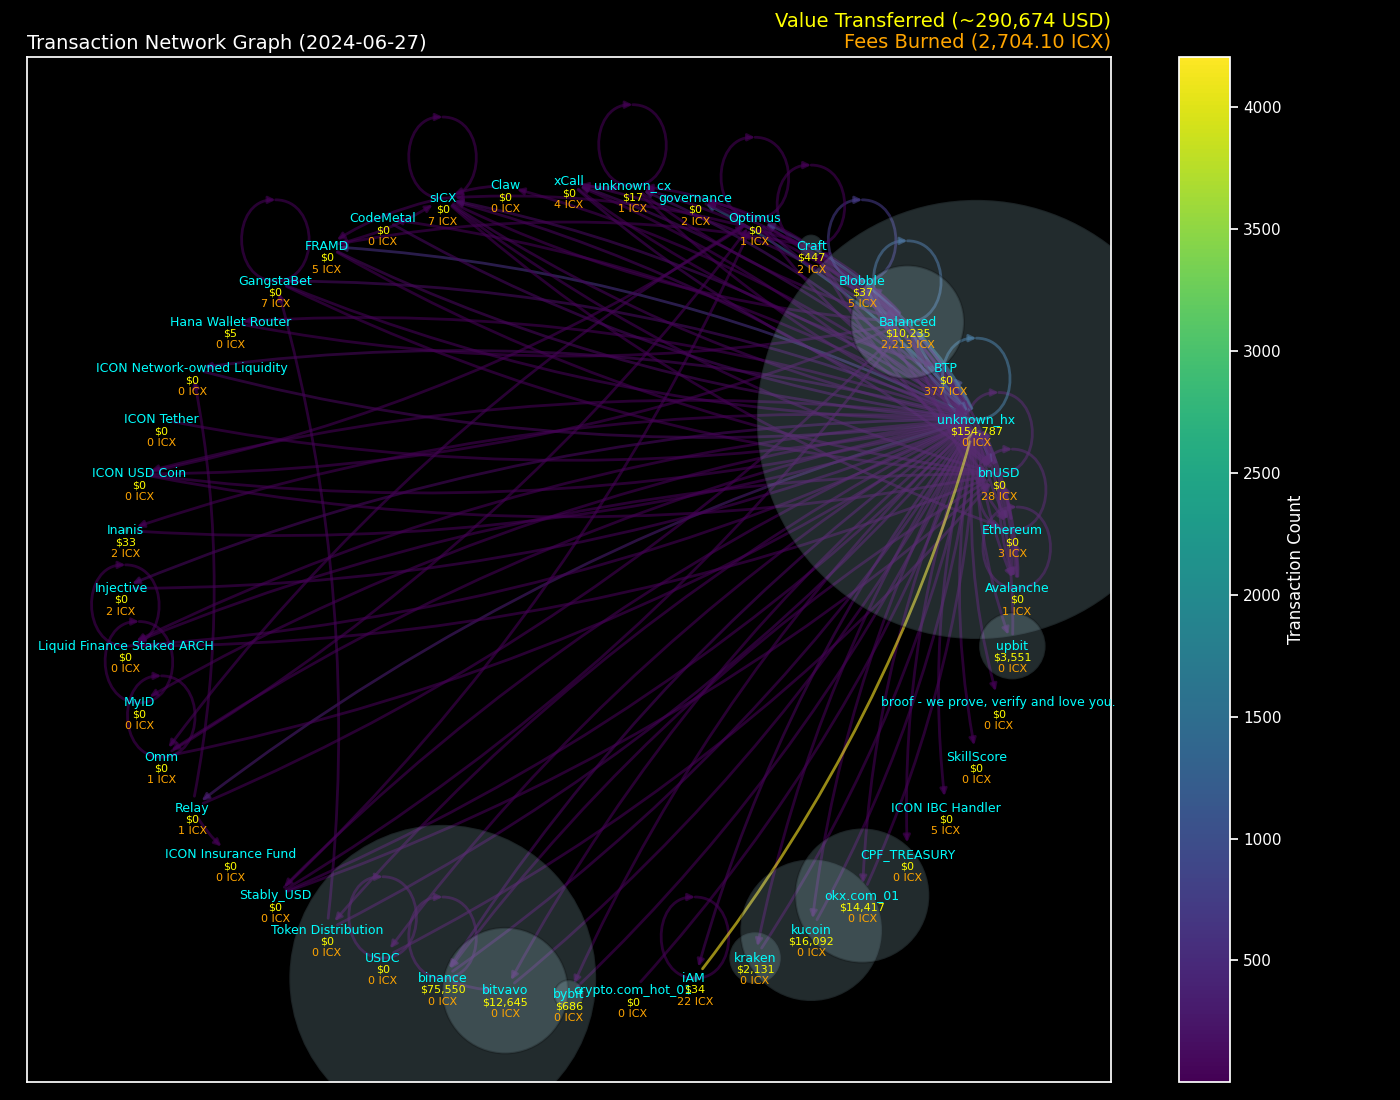 Value Transferred (~290,674 USD)
Transaction Network Graph (2024-06-27)
Fees Burned (2,704.10 ICX)
xCall
$0
4 ICX
Claw
$0
0 ICX
unknown_cx
$17
1 ICX
sICX
$0
7 ICX
governance
$0
2 ICX
CodeMetal
$0
0 ICX
Optimus
$0
1 ICX
FRAMD
$0
5 ICX
Craft
$447
2 ICX
GangstaBet
$0
7 ICX
Blobble
$37
5 ICX
Hana Wallet Router
$5
0 ICX
Balanced
$10,235
2,213 ICX
ICON Network-owned Liquidity
$0
0 ICX
BTP
$0
377 ICX
ICON Tether
$0
0 ICX
unknown_hx
$154,787
0 ICX
ICON USD Coin
$0
0 ICX
bnUSD
$0
28 ICX
Inanis
$33
2 ICX
Ethereum
$0
3 ICX
Injective
$0
2 ICX
Avalanche
$0
1 ICX
Liquid Finance Staked ARCH
$0
0 ICX
upbit
$3,551
0 ICX
MyID
$0
0 ICX
broof - we prove, verify and love you.
$0
0 ICX
Omm
$0
1 ICX
SkillScore
$0
0 ICX
Relay
$0
1 ICX
ICON IBC Handler
$0
5 ICX
ICON Insurance Fund
$0
0 ICX
CPF_TREASURY
$0
0 ICX
Stably_USD
$0
0 ICX
okx.com_01
$14,417
0 ICX
Token Distribution
$0
0 ICX
kucoin
$16,092
0 ICX
USDC
$0
0 ICX
kraken
$2,131
0 ICX
binance
$75,550
0 ICX
iAM
$34
22 ICX
bitvavo
$12,645
0 ICX
bybit
$686
0 ICX
crypto.com_hot_01
$0
0 ICX
4000
3500
3000
2500
2000
1500
1000
500
Transaction Count